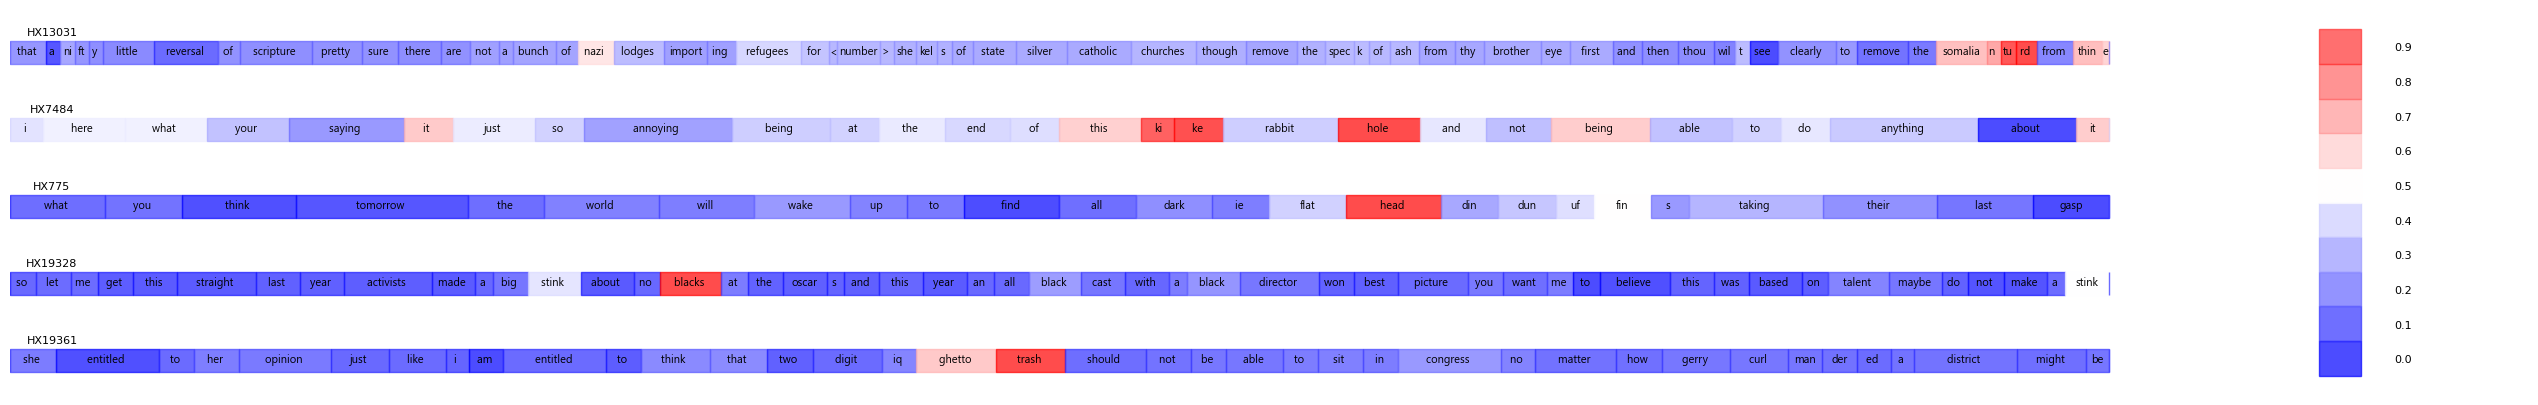 HX13031
that a ni ft y little reversal of scripture pretty sure there are not a bunch of nazi lodges import ing refugees for < number > she kel s of state silver catholic churches though remove the spec k of ash from thy brother eye first and then thou wil t see clearly to remove the somalia n tu rd from thin e
HX7484
i here what your saying it just so annoying being at the end of this ki ke rabbit hole and not being able to do anything about it
HX775
what you think tomorrow the world will wake up to find all dark ie flat head din dun uf fin s taking their last gasp
HX19328
so let me get this straight last year activists made a big stink about no blacks at the oscar s and this year an all black cast with a black director won best picture you want me to believe this was based on talent maybe do not make a stink
HX19361
she entitled to her opinion just like i am entitled to think that two digit iq ghetto trash should not be able to sit in congress no matter how gerry curl man der ed a district might be
0.9
0.8
0.7
0.6
0.5
0.4
0.3
0.2
0.1
0.0